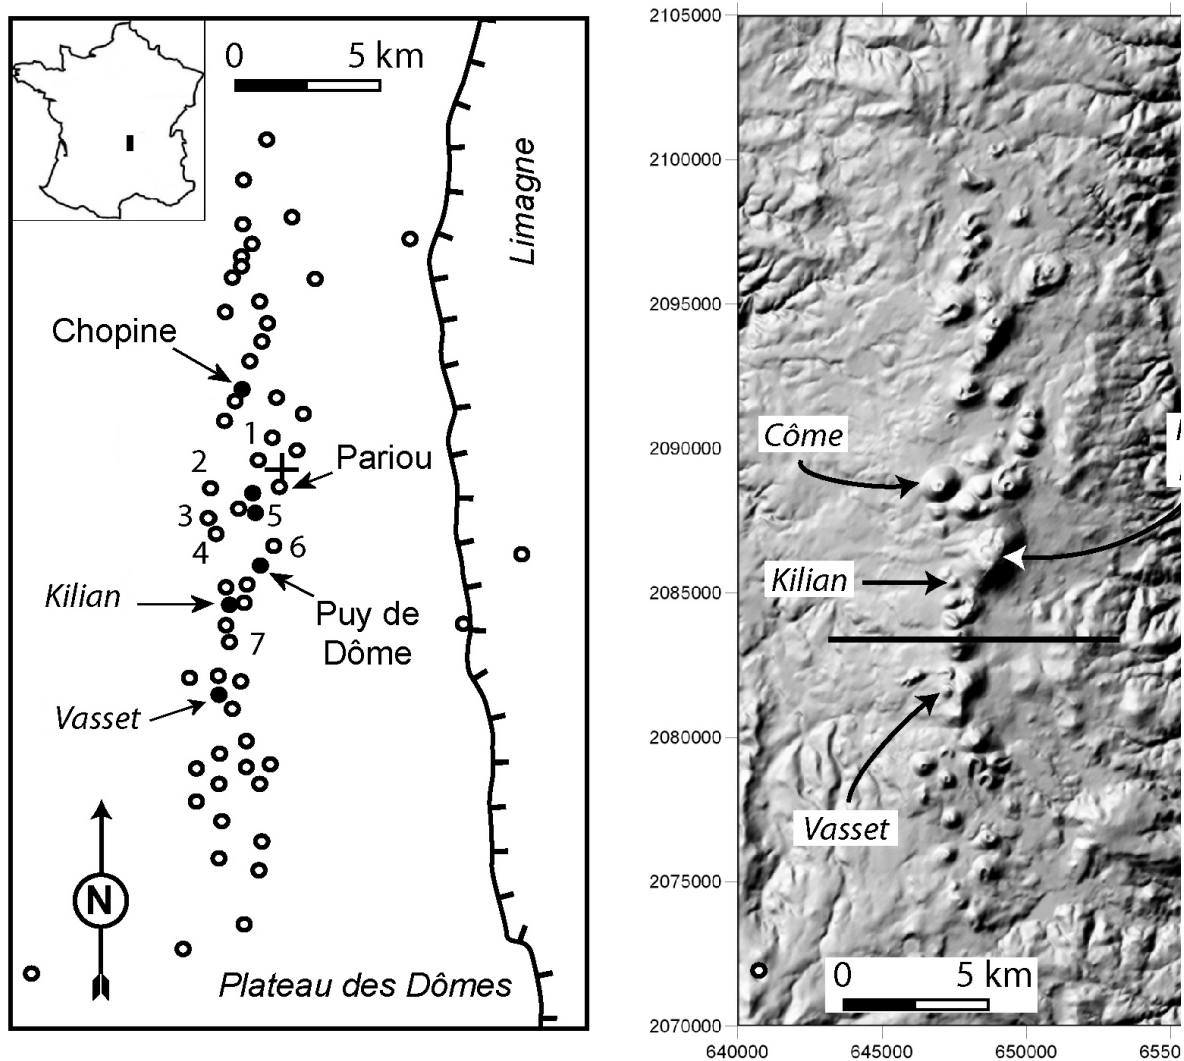 0 5 km
Limagne
Chopine
1
Pariou
2
3
5
4
6
Kilian
Puy de
Dôme
7
Vasset
N
Plateau des Dômes
2105000
2100000
2095000
2090000
2085000
2080000
2075000
2070000
640000 645000 650000
Côme
Kilian
Vasset
0 5 km